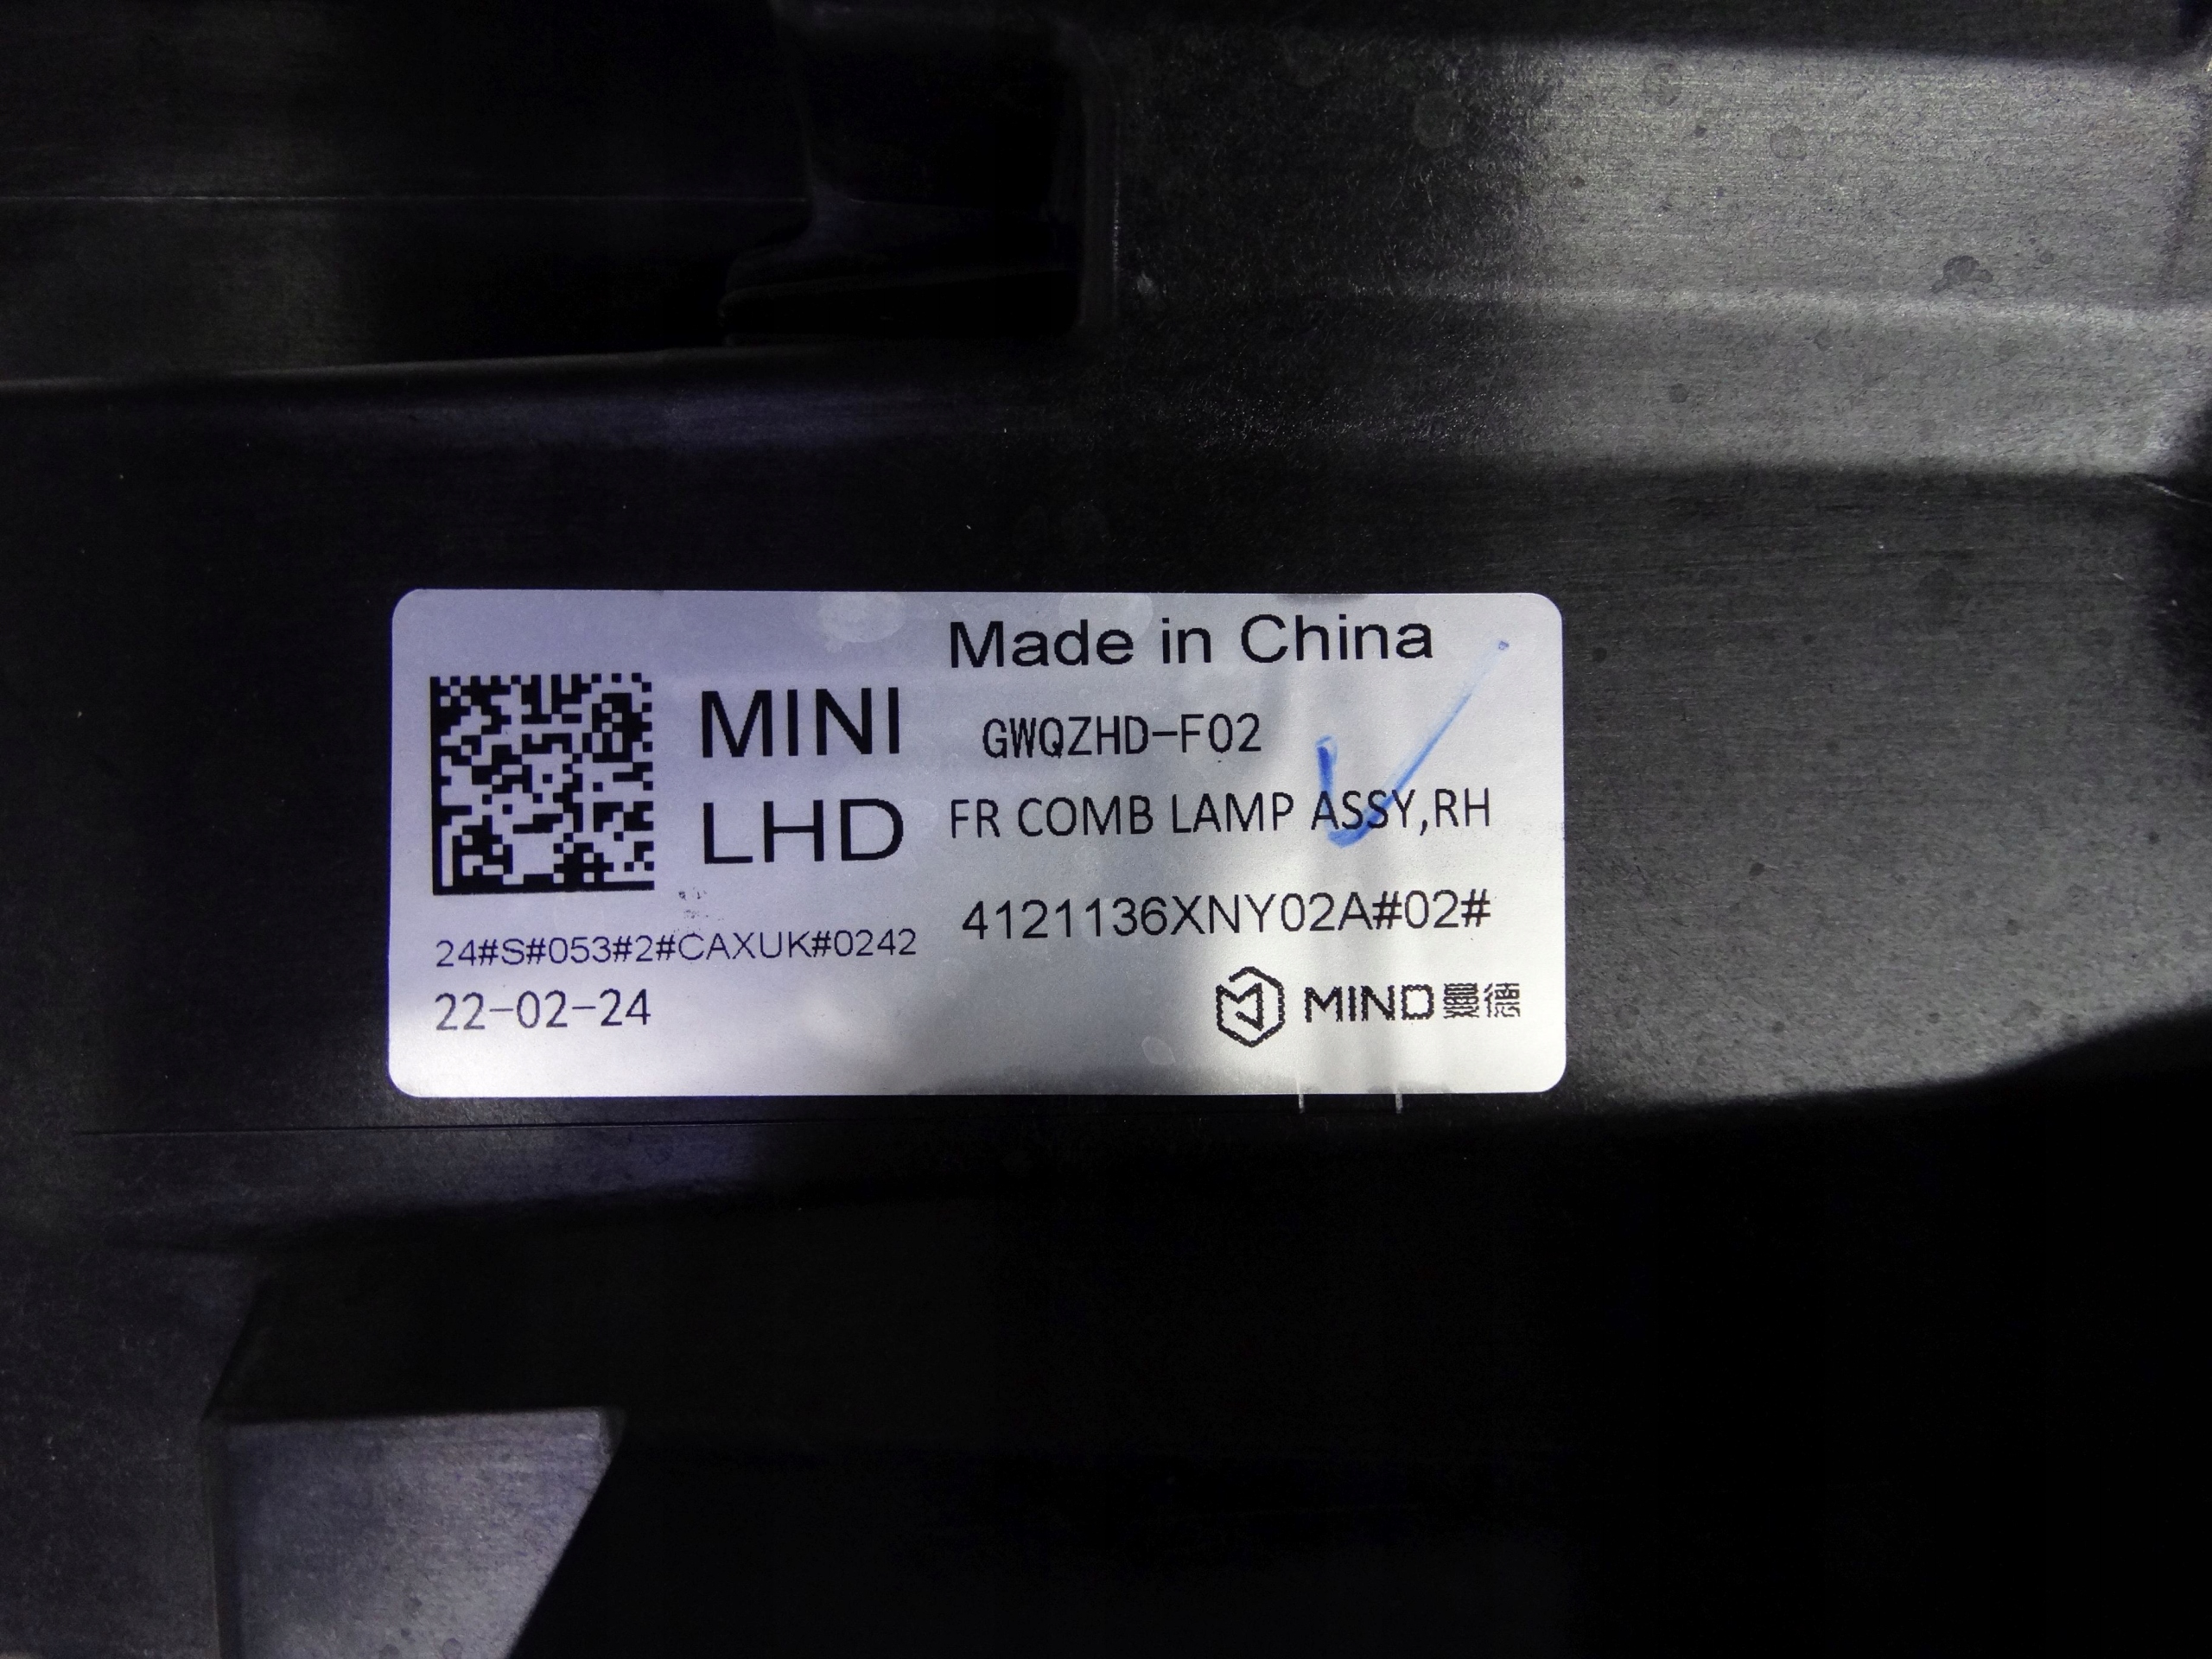 Made in China
MINI
GWQZHD-F02
LHD
FR COMB LAMP ASSY,RH
4121136XNY02A#02#
24#S#053#2#CAXUK#0242
22-02-24
MIND曼德